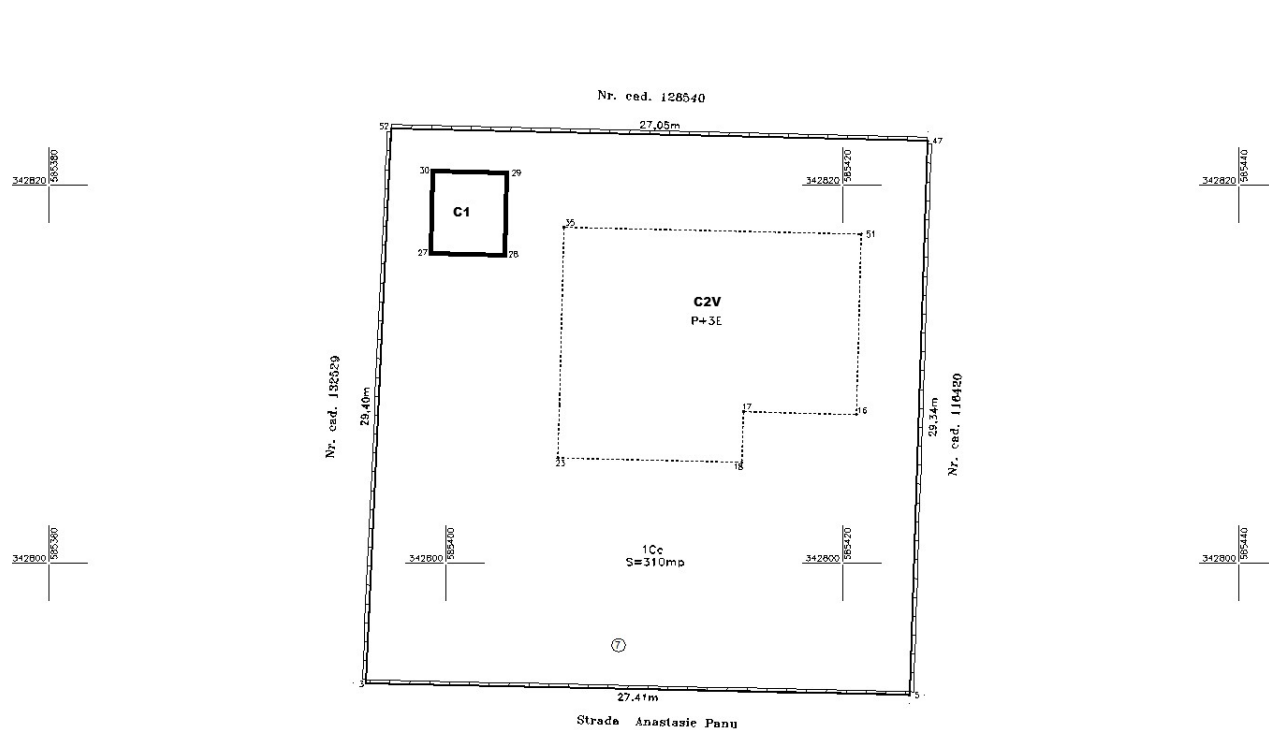 Nr. cad. 128540
52
27,05m
47
585380
342820
585420
342820
585440
342820
30
29
C1
27
28
35
51
C2V
P+3E
Nr. cad. 132529
29,40m
17
16
29,34m
Nr. cad. 116420
23
18
585380
342800
585400
342800
585420
342800
585440
342800
1Cc
S=310mp
7
3
5
27,41m
Strada Anastasie Panu